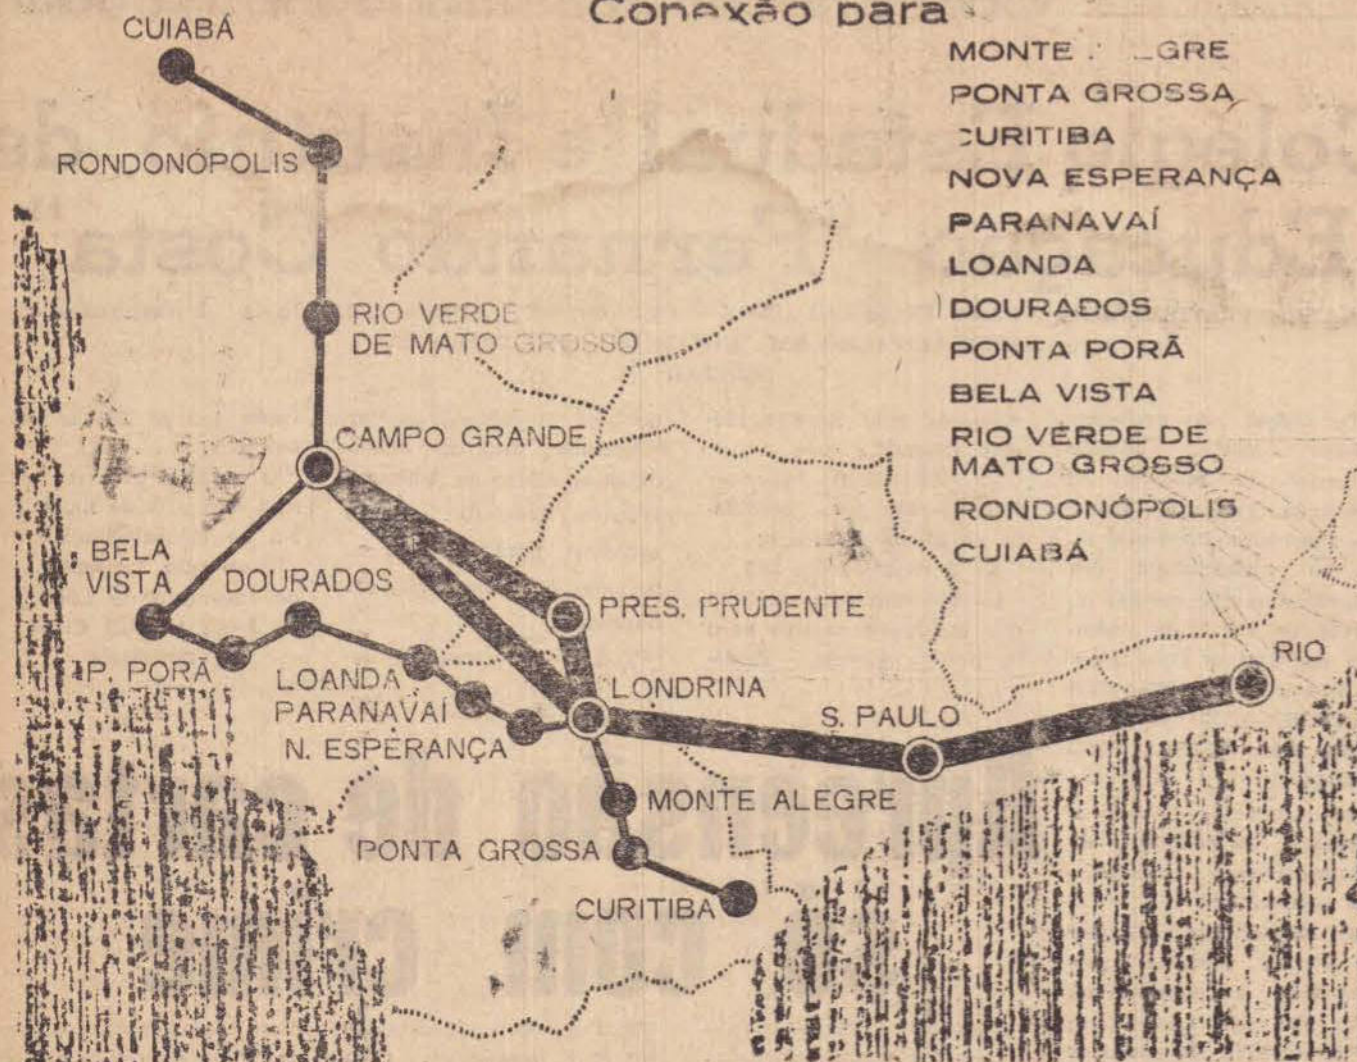 Conexão para
MONTE
PONTA GROSSA
CURITIBA
NOVA ESPERANÇA
PARANAVAÍ
LOANDA
DOURADOS
PONTA PORÃ
BELA VISTA
RIO VERDE DE
MATO GROSSO
RONDONÓPOLIS
CUIABÁ
CUIABÁ
RONDONÓPOLIS
RIO VERDE
DE MATO GROSSO
CAMPO GRANDE
BELA
VISTA
DOURADOS
PRES. PRUDENTE
P. PORÃ
LOANDA
PARANAVAÍ
N. ESPERANÇA
LONDRINA
S. PAULO
RIO
MONTE ALEGRE
PONTA GROSSA
CURITIBA